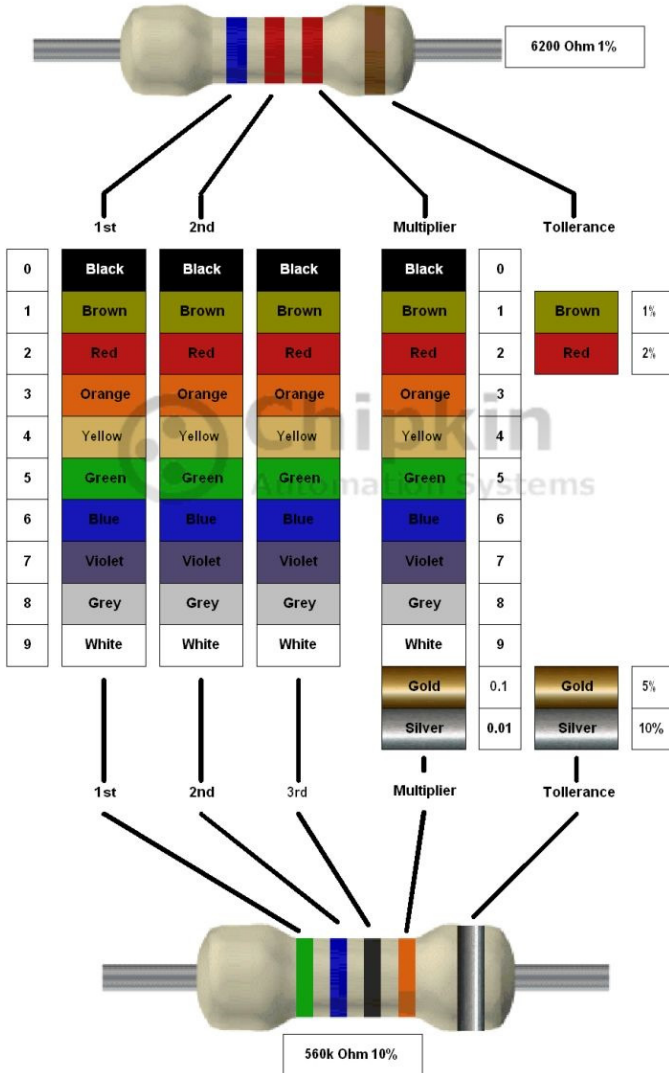 6200 Ohm 1%
1st 2nd Multiplier Tollerance
0 Black Black Black Black 0
1 Brown Brown Brown Brown 1 Brown 1%
2 Red Red Red Red 2 Red 2%
3 Orange Orange Orange Orange 3
4 Yellow Yellow Yellow Yellow 4
5 Green Green Green Green 5
6 Blue Blue Blue Blue 6
7 Violet Violet Violet Violet 7
8 Grey Grey Grey Grey 8
9 White White White White 9
Gold 0.1 Gold 5%
Silver 0.01 Silver 10%
Chipkin
Automation Systems
1st 2nd 3rd Multiplier Tollerance
560k Ohm 10%